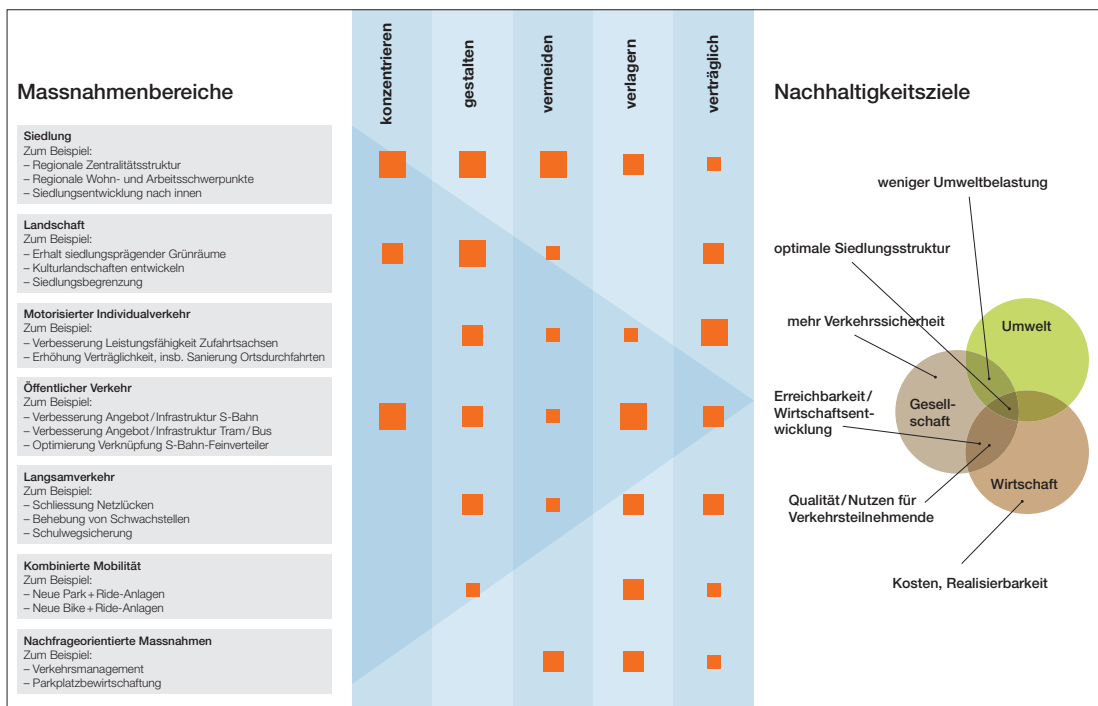 konzentrieren
gestalten
vermeiden
verlagern
verträglich
Massnahmenbereiche
Nachhaltigkeitsziele
Siedlung
Zum Beispiel:
– Regionale Zentralitätsstruktur
– Regionale Wohn- und Arbeitsschwerpunkte
– Siedlungsentwicklung nach innen
Landschaft
Zum Beispiel:
– Erhalt siedlungsprägender Grünräume
– Kulturlandschaften entwickeln
– Siedlungsbegrenzung
Motorisierter Individualverkehr
Zum Beispiel:
– Verbesserung Leistungsfähigkeit Zufahrtsachsen
– Erhöhung Verträglichkeit, insb. Sanierung Ortsdurchfahrten
Öffentlicher Verkehr
Zum Beispiel:
– Verbesserung Angebot/Infrastruktur S-Bahn
– Verbesserung Angebot/Infrastruktur Tram/Bus
– Optimierung Verknüpfung S-Bahn-Feinverteiler
Langsamverkehr
Zum Beispiel:
– Schliessung Netzlücken
– Behebung von Schwachstellen
– Schulwegsicherung
Kombinierte Mobilität
Zum Beispiel:
– Neue Park+Ride-Anlagen
– Neue Bike+Ride-Anlagen
Nachfrageorientierte Massnahmen
Zum Beispiel:
– Verkehrsmanagement
– Parkplatzbewirtschaftung
weniger Umweltbelastung
optimale Siedlungsstruktur
mehr Verkehrssicherheit
Umwelt
Erreichbarkeit/
Wirtschaftsent-
wicklung
Gesell-
schaft
Wirtschaft
Qualität/Nutzen für
Verkehrsteilnehmende
Kosten, Realisierbarkeit